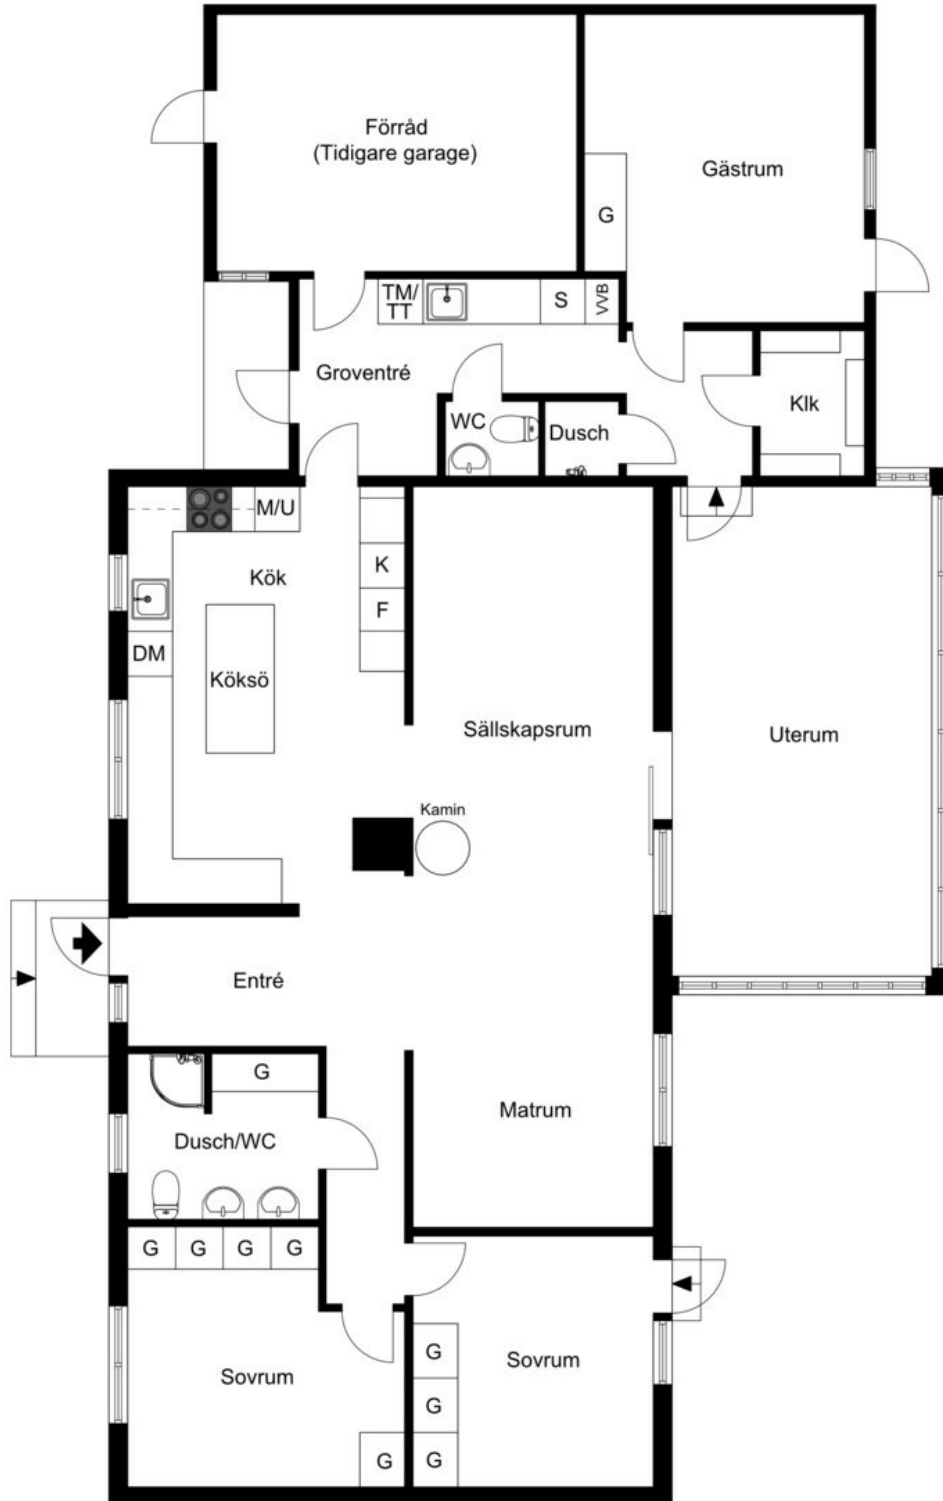 Förråd
(Tidigare garage)
Gästrum
G
TM/
TT
S
VVB
Groventré
Klk
WC
Dusch
M/U
Kök
K
F
DM
Köksö
Sällskapsrum
Uterum
Kamin
Entré
G
Matrum
Dusch/WC
G
G
G
G
G
Sovrum
Sovrum
G
G
G
G